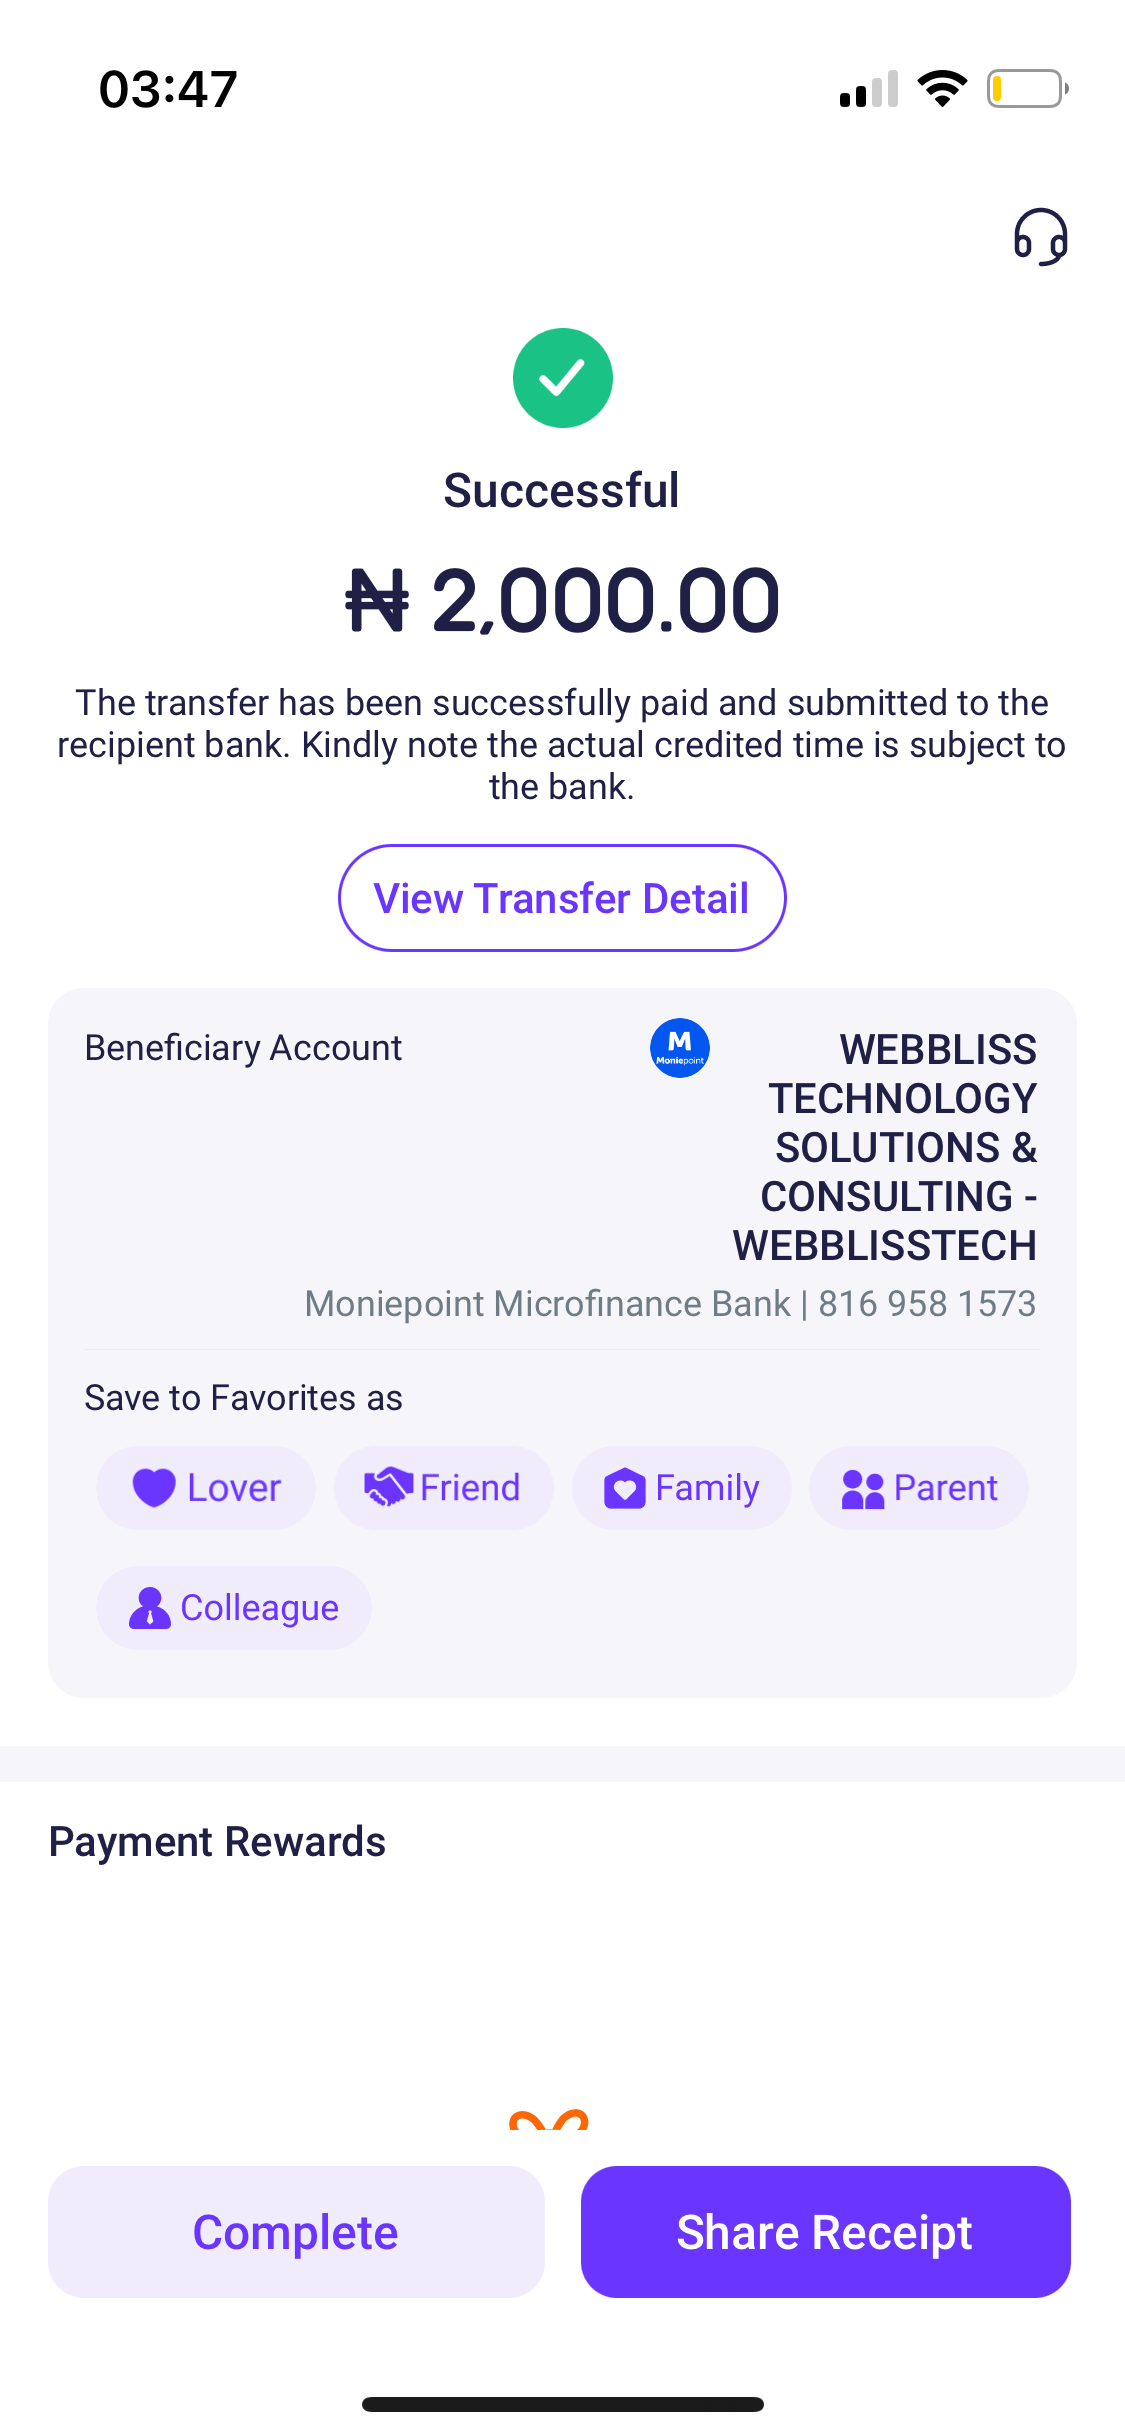 03:47
Successful
₦ 2,000.00
The transfer has been successfully paid and submitted to the
recipient bank. Kindly note the actual credited time is subject to
the bank.
View Transfer Detail
Beneficiary Account
M
Moniepoint
WEBBLISS
TECHNOLOGY
SOLUTIONS &
CONSULTING -
WEBBLISSTECH
Moniepoint Microfinance Bank | 816 958 1573
Save to Favorites as
Lover Friend Family Parent
Colleague
Payment Rewards
Complete Share Receipt